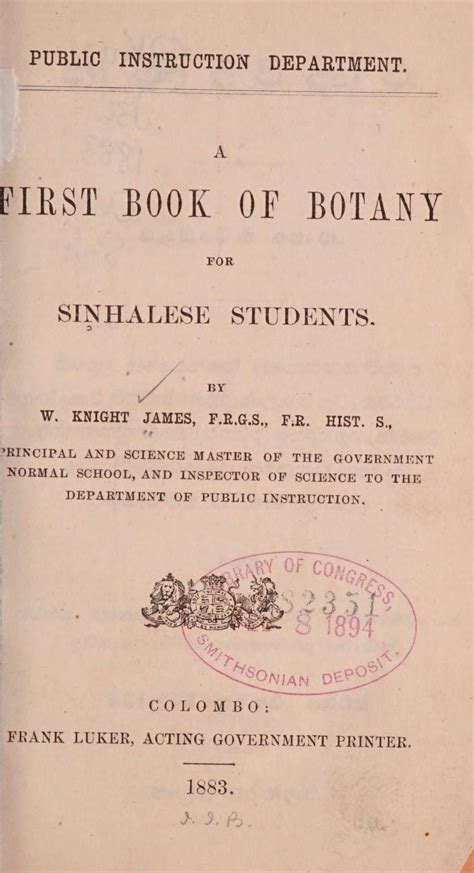 PUBLIC INSTRUCTION DEPARTMENT.
A
FIRST BOOK OF BOTANY
FOR
SINHALESE STUDENTS.
BY
W. KNIGHT JAMES, F.R.G.S., F.R. HIST. S.,
PRINCIPAL AND SCIENCE MASTER OF THE GOVERNMENT
NORMAL SCHOOL, AND INSPECTOR OF SCIENCE TO THE
DEPARTMENT OF PUBLIC INSTRUCTION.
LIBRARY OF CONGRESS,
82351
8 1894
SMITHSONIAN DEPOSIT.
COLOMBO:
FRANK LUKER, ACTING GOVERNMENT PRINTER.
1883.